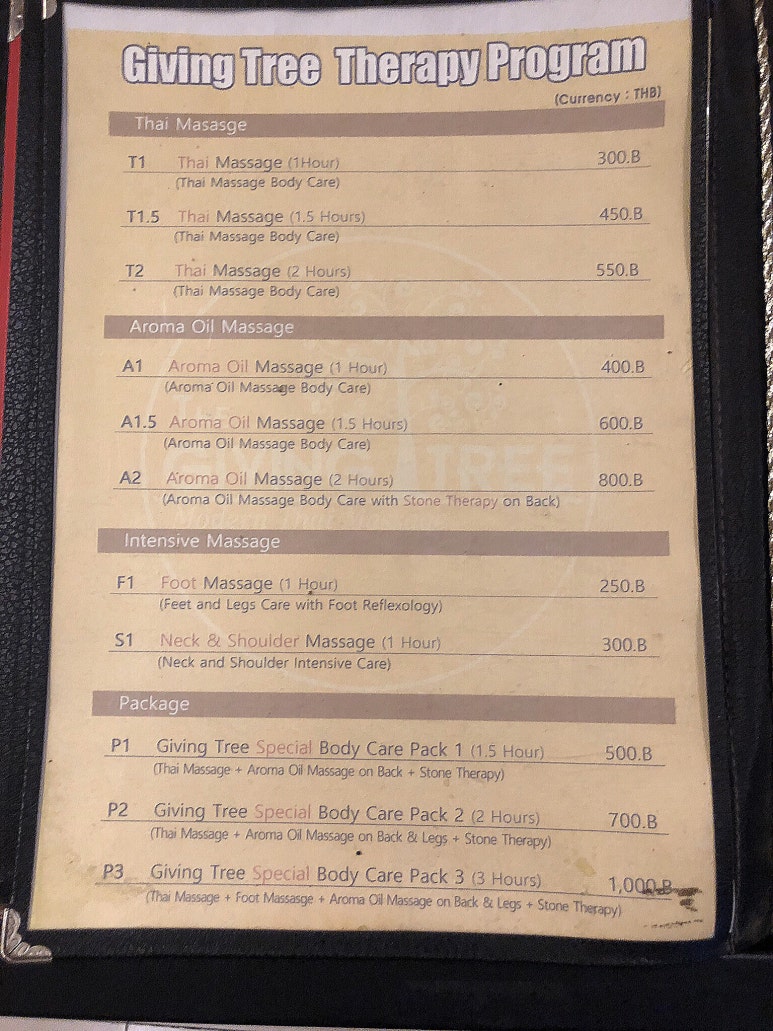 Giving Tree Therapy Program
(Currency : THB)
Thai Masasge
T1 Thai Massage (1Hour) 300.B
(Thai Massage Body Care)
T1.5 Thai Massage (1.5 Hours) 450.B
(Thai Massage Body Care)
T2 Thai Massage (2 Hours) 550.B
(Thai Massage Body Care)
Aroma Oil Massage
A1 Aroma Oil Massage (1 Hour) 400.B
(Aroma Oil Massage Body Care)
A1.5 Aroma Oil Massage (1.5 Hours) 600.B
(Aroma Oil Massage Body Care)
A2 Aroma Oil Massage (2 Hours) 800.B
(Aroma Oil Massage Body Care with Stone Therapy on Back)
Intensive Massage
F1 Foot Massage (1 Hour) 250.B
(Feet and Legs Care with Foot Reflexology)
S1 Neck & Shoulder Massage (1 Hour) 300.B
(Neck and Shoulder Intensive Care)
Package
P1 Giving Tree Special Body Care Pack 1 (1.5 Hour) 500.B
(Thai Massage + Aroma Oil Massage on Back + Stone Therapy)
P2 Giving Tree Special Body Care Pack 2 (2 Hours) 700.B
(Thai Massage + Aroma Oil Massage on Back & Legs + Stone Therapy)
P3 Giving Tree Special Body Care Pack 3 (3 Hours) 1,000.B
(Thai Massage + Foot Massasge + Aroma Oil Massage on Back & Legs + Stone Therapy)